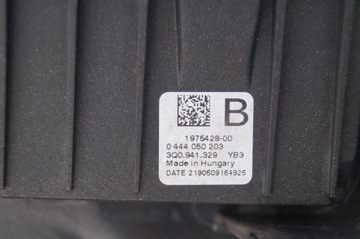 B
1975428-00
0 444 050 203
3Q0.941.329 YB3
Made in Hungary
DATE 2190509164925